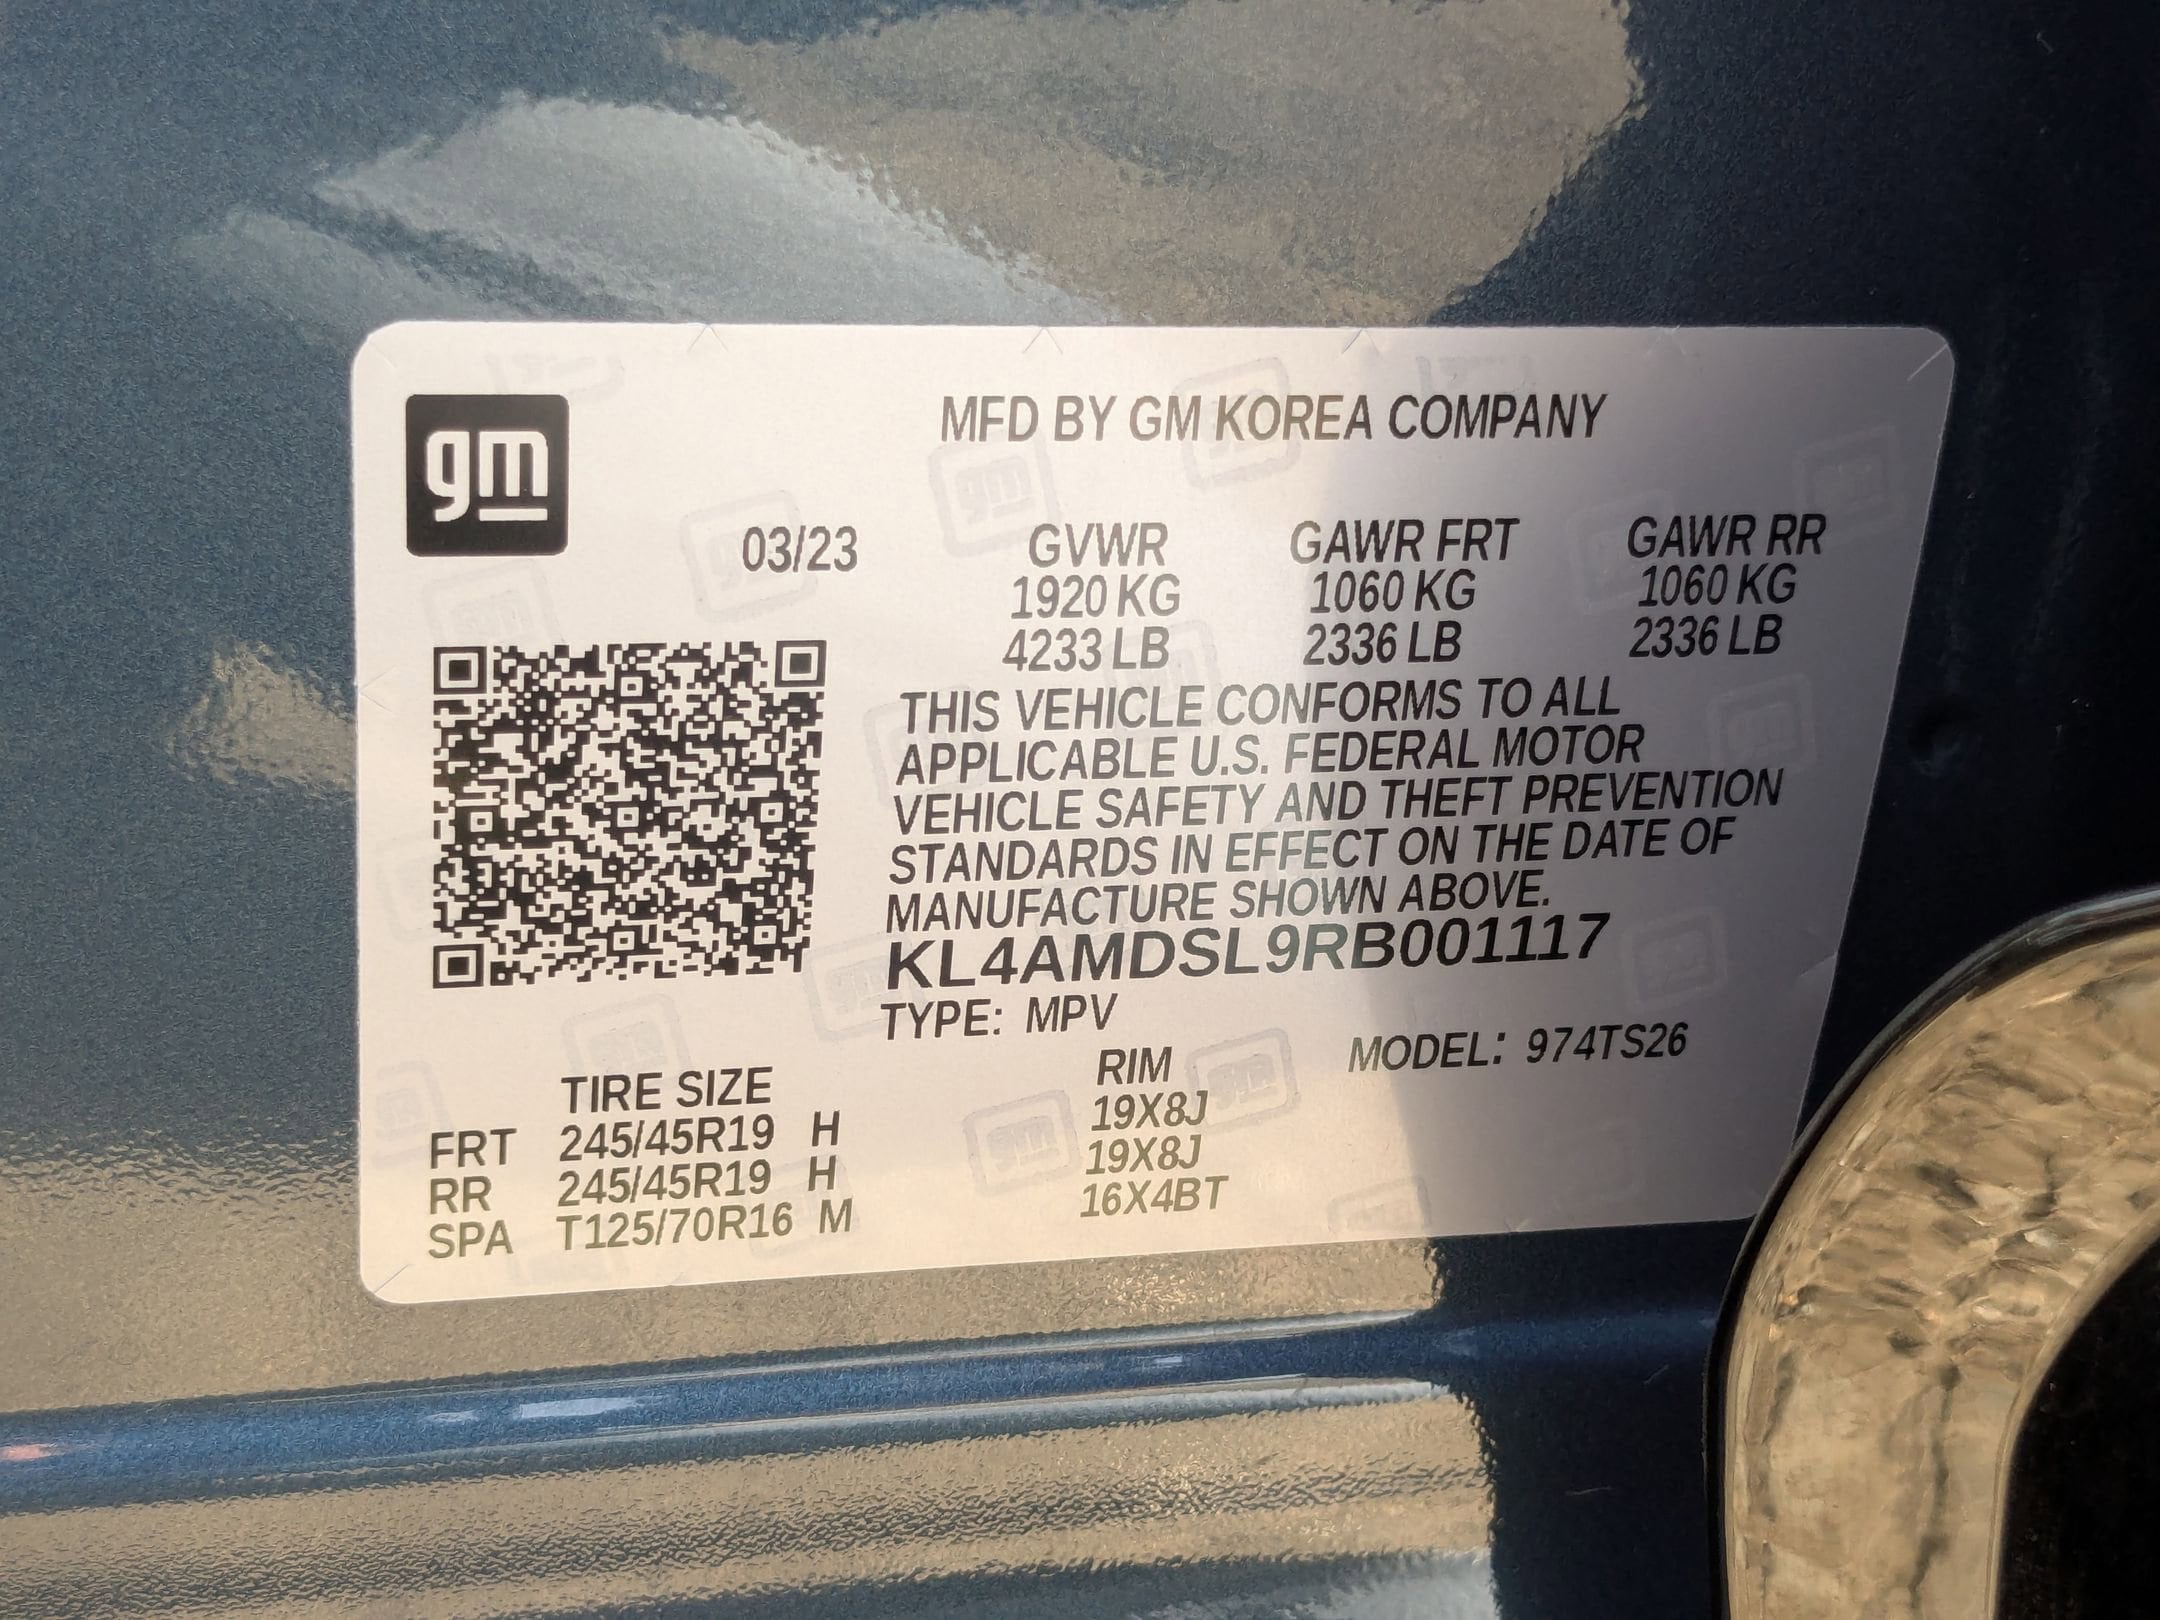 gm
MFD BY GM KOREA COMPANY
03/23 GVWR GAWR FRT GAWR RR
1920 KG 1060 KG 1060 KG
4233 LB 2336 LB 2336 LB
THIS VEHICLE CONFORMS TO ALL
APPLICABLE U.S. FEDERAL MOTOR
VEHICLE SAFETY AND THEFT PREVENTION
STANDARDS IN EFFECT ON THE DATE OF
MANUFACTURE SHOWN ABOVE.
KL4AMDSL9RB001117
TYPE: MPV MODEL: 974TS26
TIRE SIZE RIM
FRT 245/45R19 H 19X8J
RR 245/45R19 H 19X8J
SPA T125/70R16 M 16X4BT